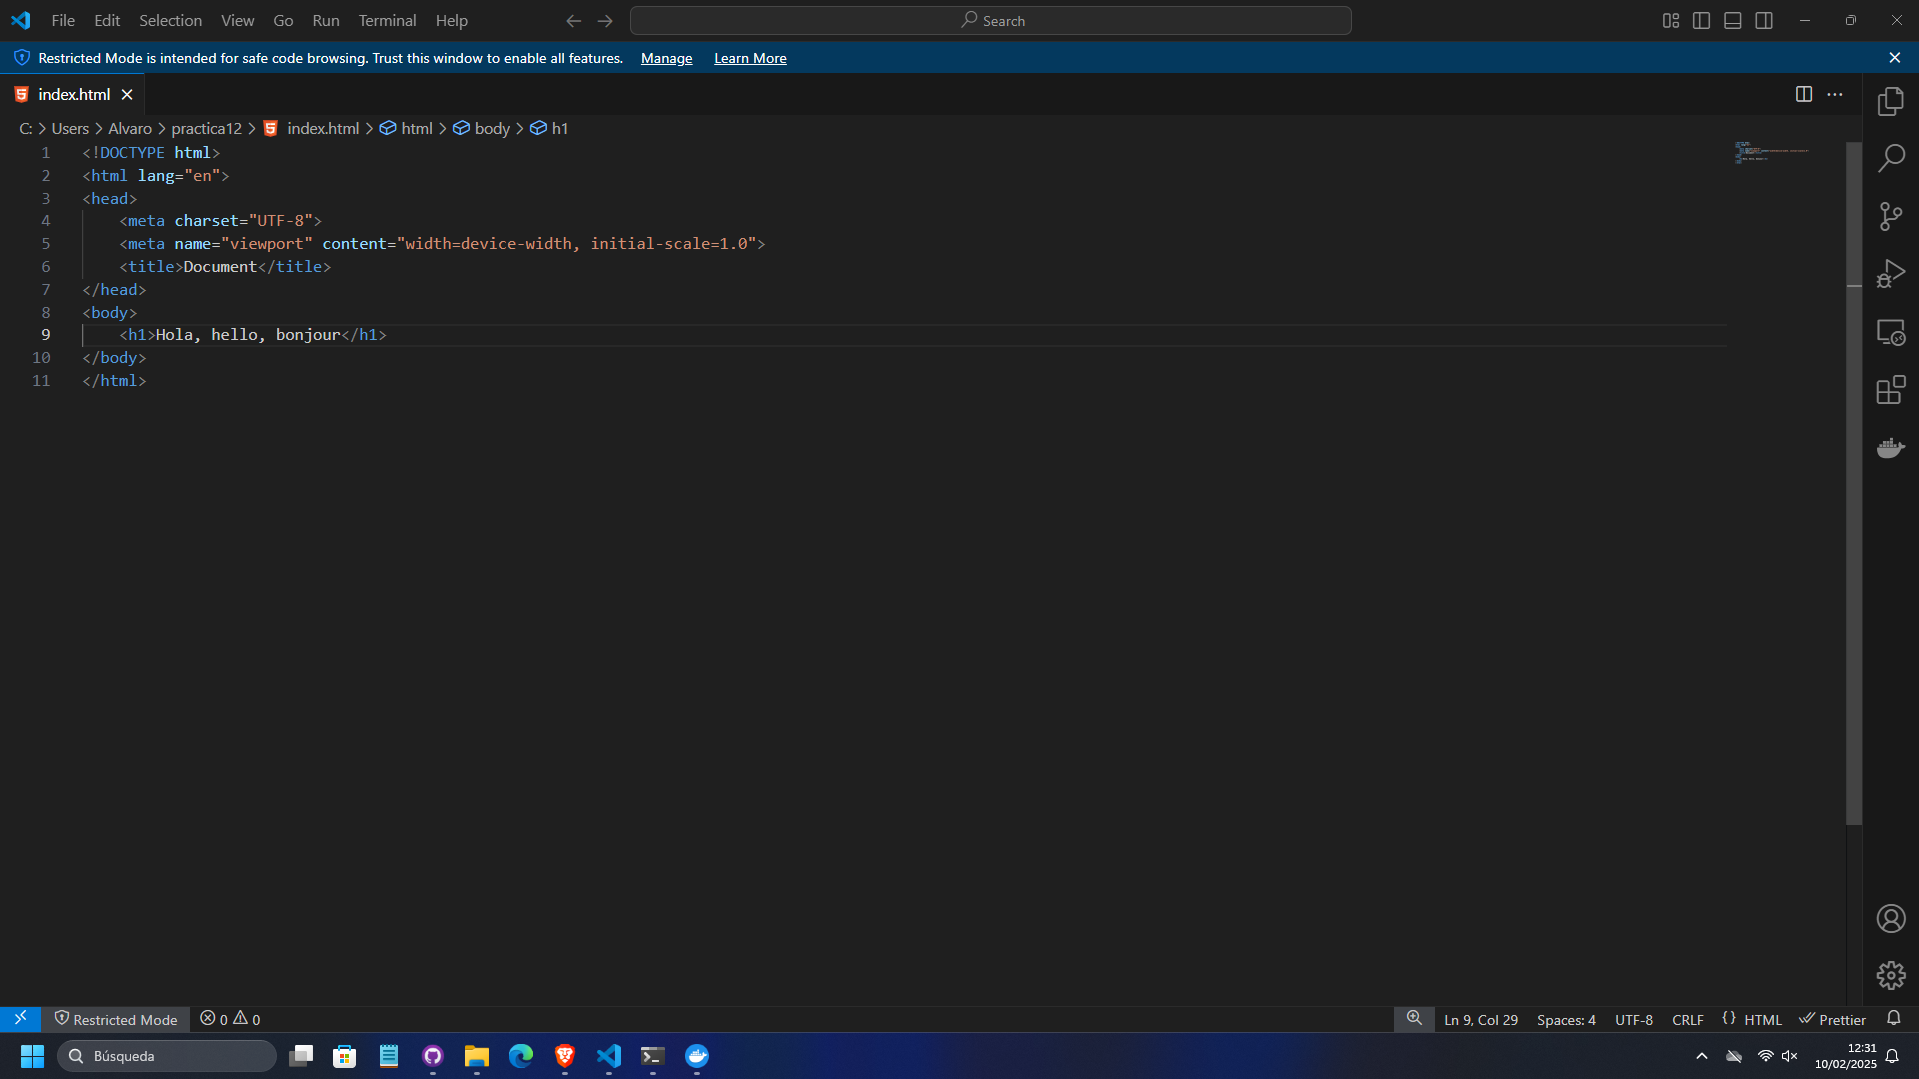 File Edit Selection View Go Run Terminal Help Search
Restricted Mode is intended for safe code browsing. Trust this window to enable all features. Manage Learn More
index.html
C: > Users > Alvaro > practica12 > index.html > html > body > h1
1 <!DOCTYPE html>
2 <html lang="en">
3 <head>
4 <meta charset="UTF-8">
5 <meta name="viewport" content="width=device-width, initial-scale=1.0">
6 <title>Document</title>
7 </head>
8 <body>
9 <h1>Hola, hello, bonjour</h1>
10 </body>
11 </html>
Restricted Mode 0 0 Ln 9, Col 29 Spaces: 4 UTF-8 CRLF {} HTML Prettier
Búsqueda
12:31
10/02/2025